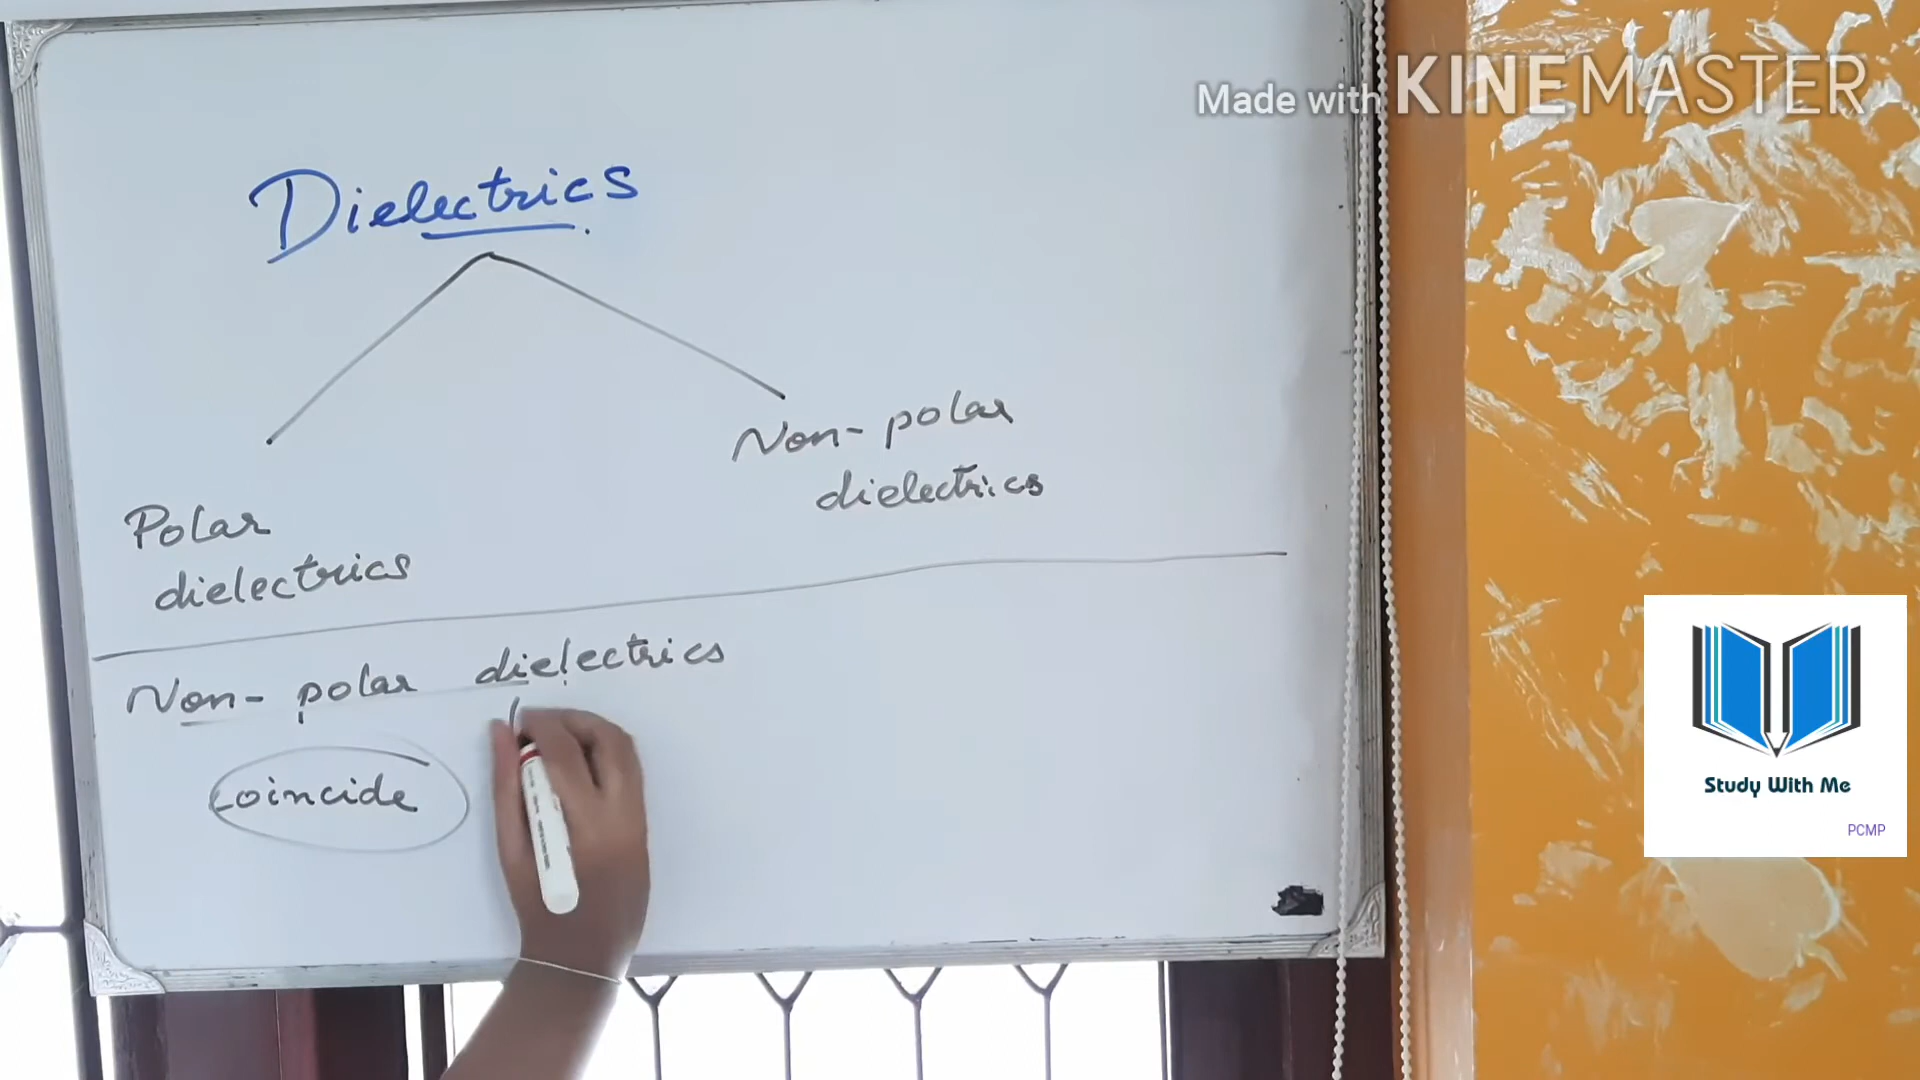 Made with KINEMASTER
Dielectrics
Non-polar
dielectrics
Polar
dielectrics
Non-polar dielectrics
coincide
Study With Me
PCMP